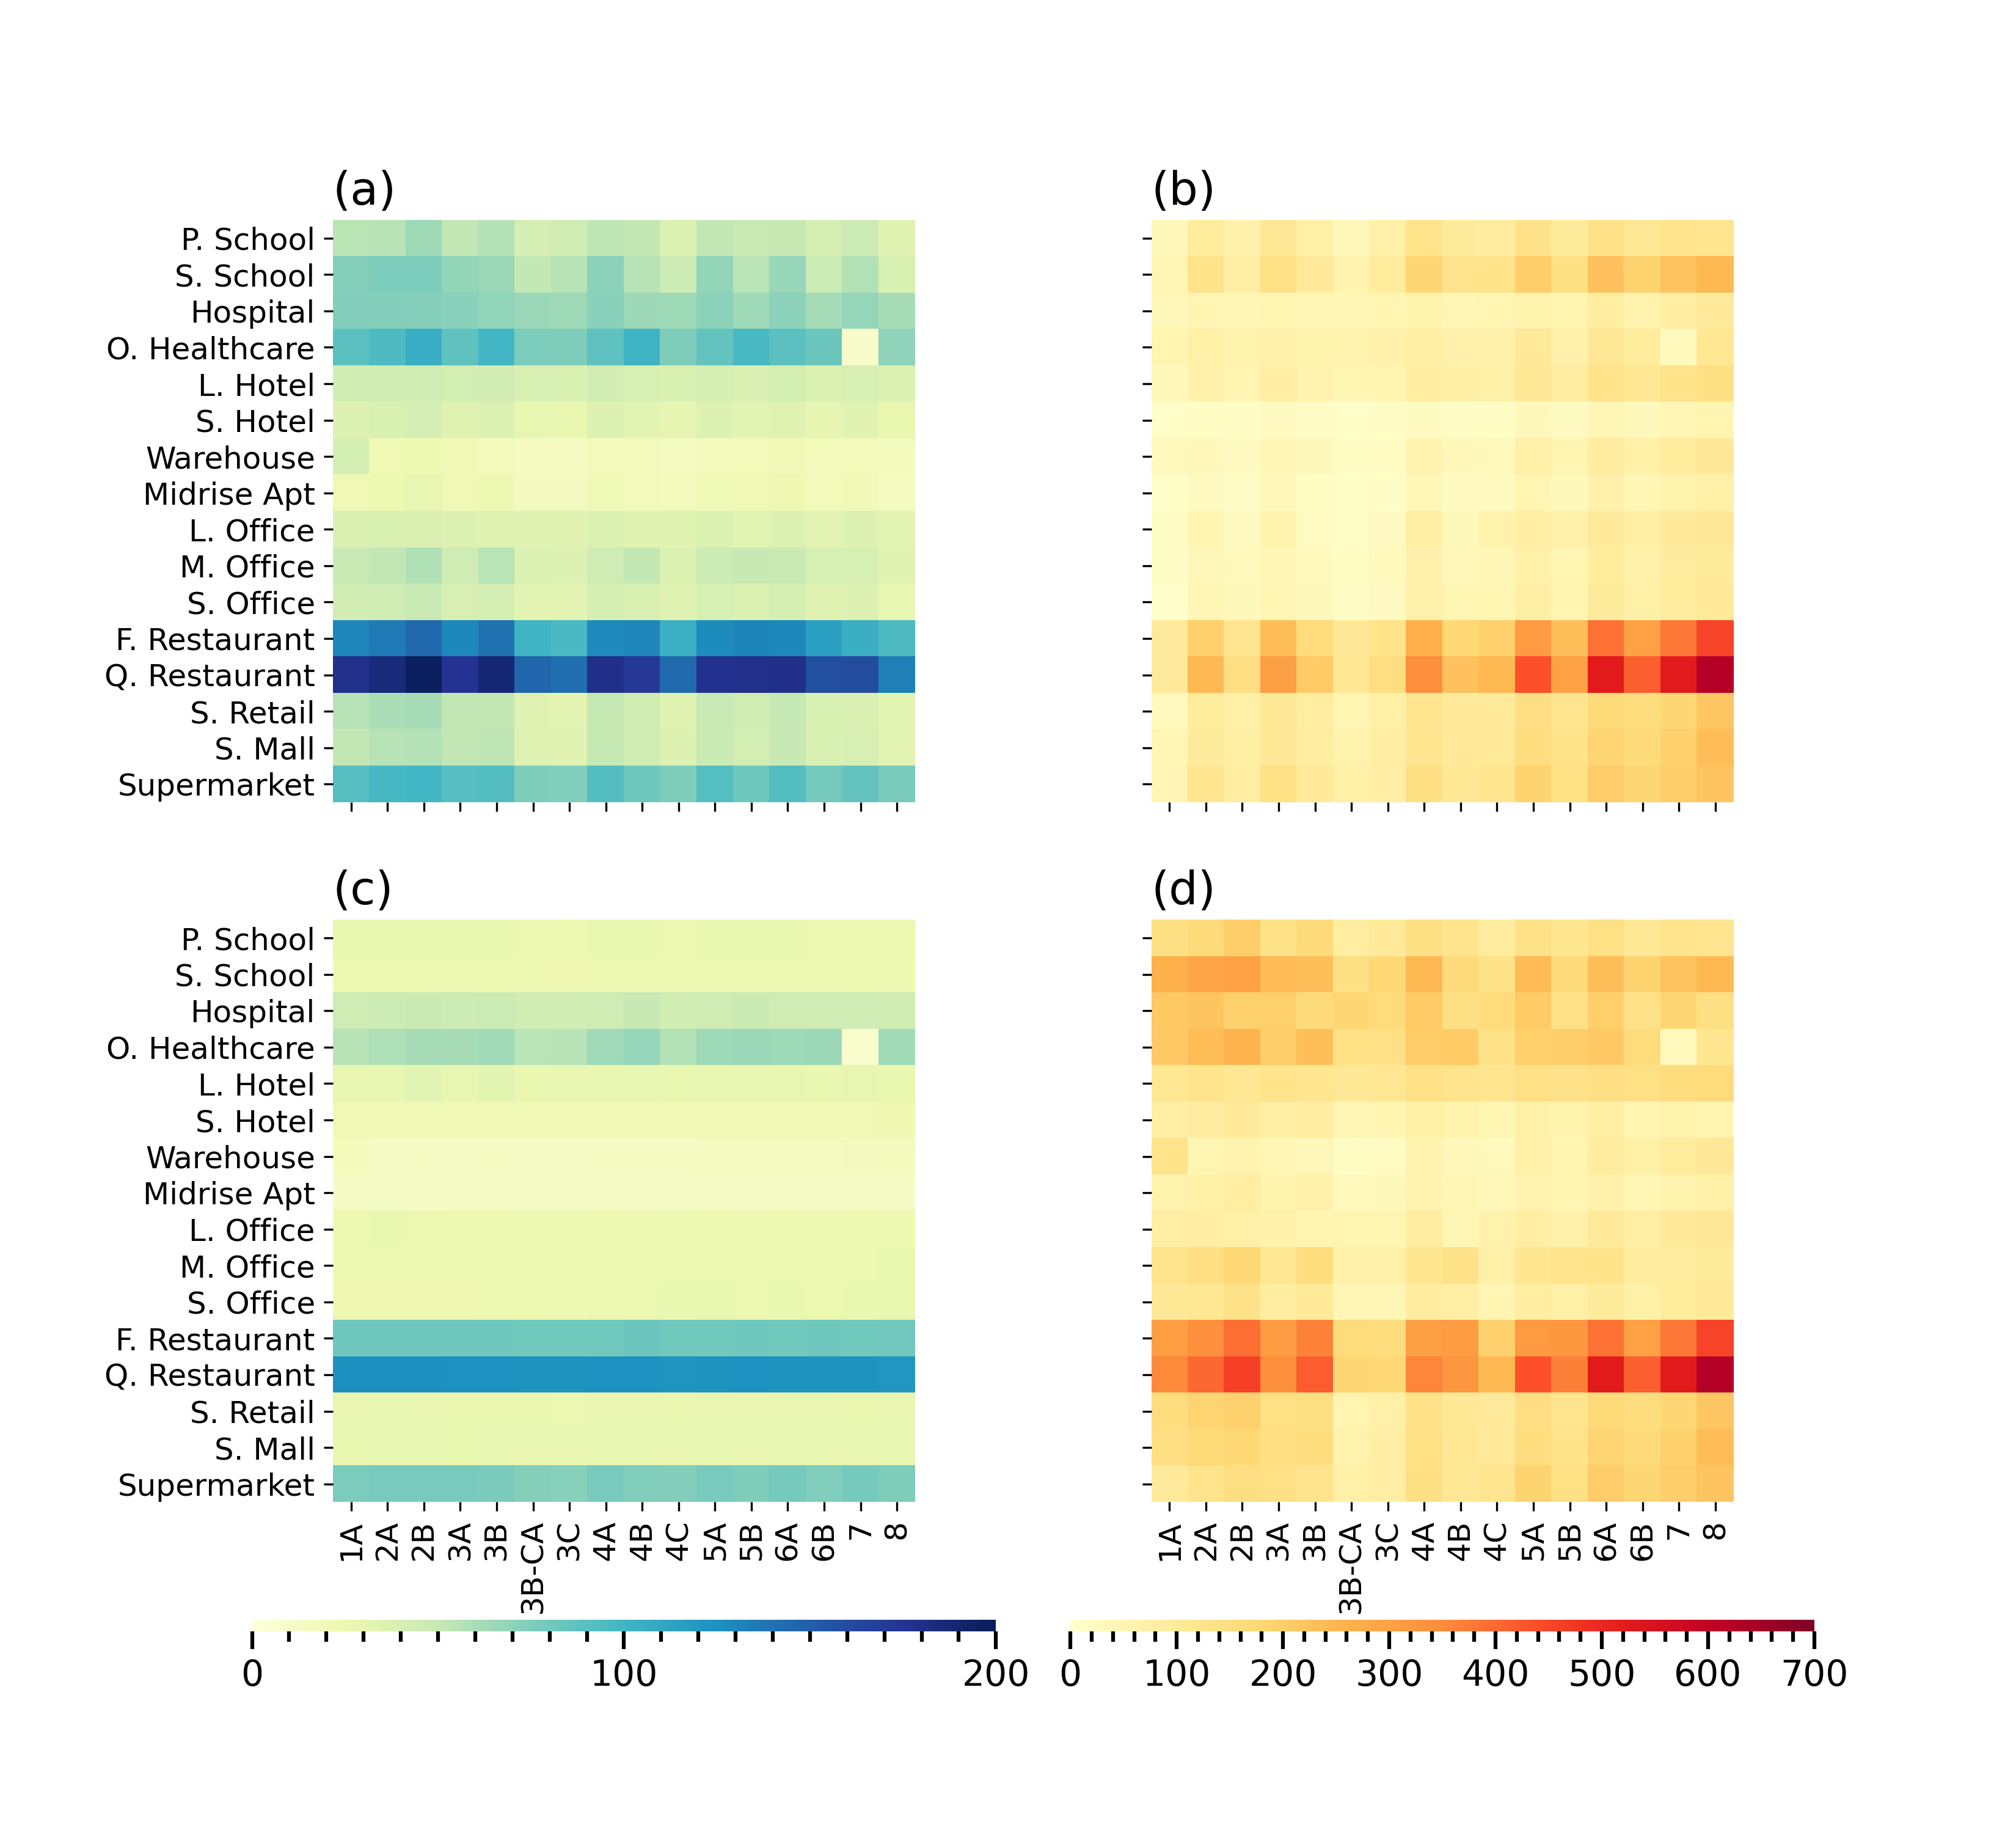 (a)
(b)
P. School
S. School
Hospital
O. Healthcare
L. Hotel
S. Hotel
Warehouse
Midrise Apt
L. Office
M. Office
S. Office
F. Restaurant
Q. Restaurant
S. Retail
S. Mall
Supermarket
(c)
(d)
P. School
S. School
Hospital
O. Healthcare
L. Hotel
S. Hotel
Warehouse
Midrise Apt
L. Office
M. Office
S. Office
F. Restaurant
Q. Restaurant
S. Retail
S. Mall
Supermarket
1A 2A 2B 3A 3B 3B-CA 3C 4A 4B 4C 5A 5B 6A 6B 7 8
1A 2A 2B 3A 3B 3B-CA 3C 4A 4B 4C 5A 5B 6A 6B 7 8
0 100 200
0 100 200 300 400 500 600 700